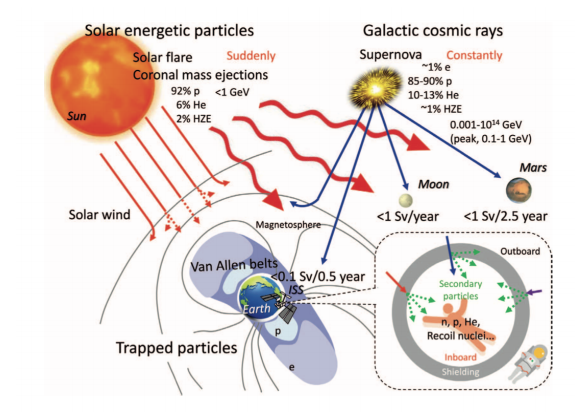 Solar energetic particles
Solar flare
Suddenly
Coronal mass ejections
92% p
<1 GeV
6% He
2% HZE
Sun
Galactic cosmic rays
Supernova
Constantly
~1% e
85-90% p
10-13% He
~1% HZE
0.001-10¹⁴ GeV
(peak, 0.1-1 GeV)
Mars
Moon
<1 Sv/year
<1 Sv/2.5 year
Solar wind
Magnetosphere
Van Allen belts
<0.1 Sv/0.5 year
ISS
Earth
p
e
Trapped particles
Outboard
Secondary
particles
n, p, He,
Recoil nuclei...
Inboard
Shielding